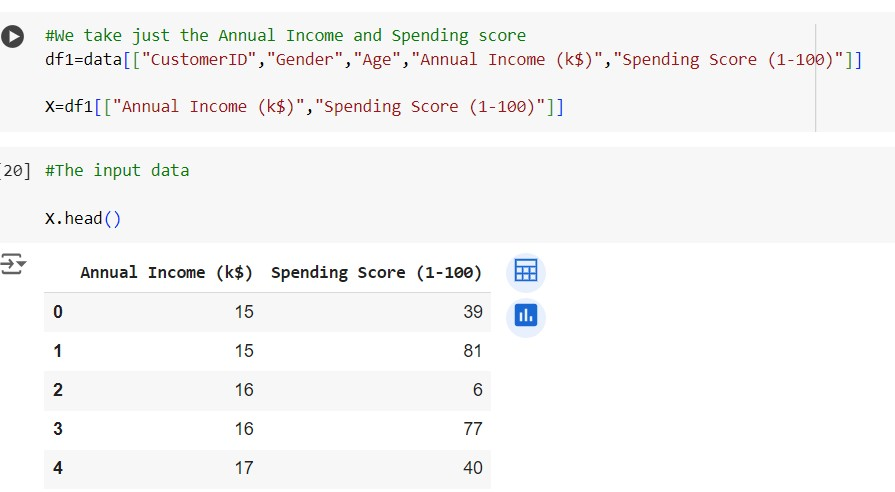 #We take just the Annual Income and Spending score
df1=data[["CustomerID","Gender","Age","Annual Income (k$)","Spending Score (1-100)"]]
X=df1[["Annual Income (k$)","Spending Score (1-100)"]]
[20] #The input data
X.head()
Annual Income (k$) Spending Score (1-100)
0 15 39
1 15 81
2 16 6
3 16 77
4 17 40